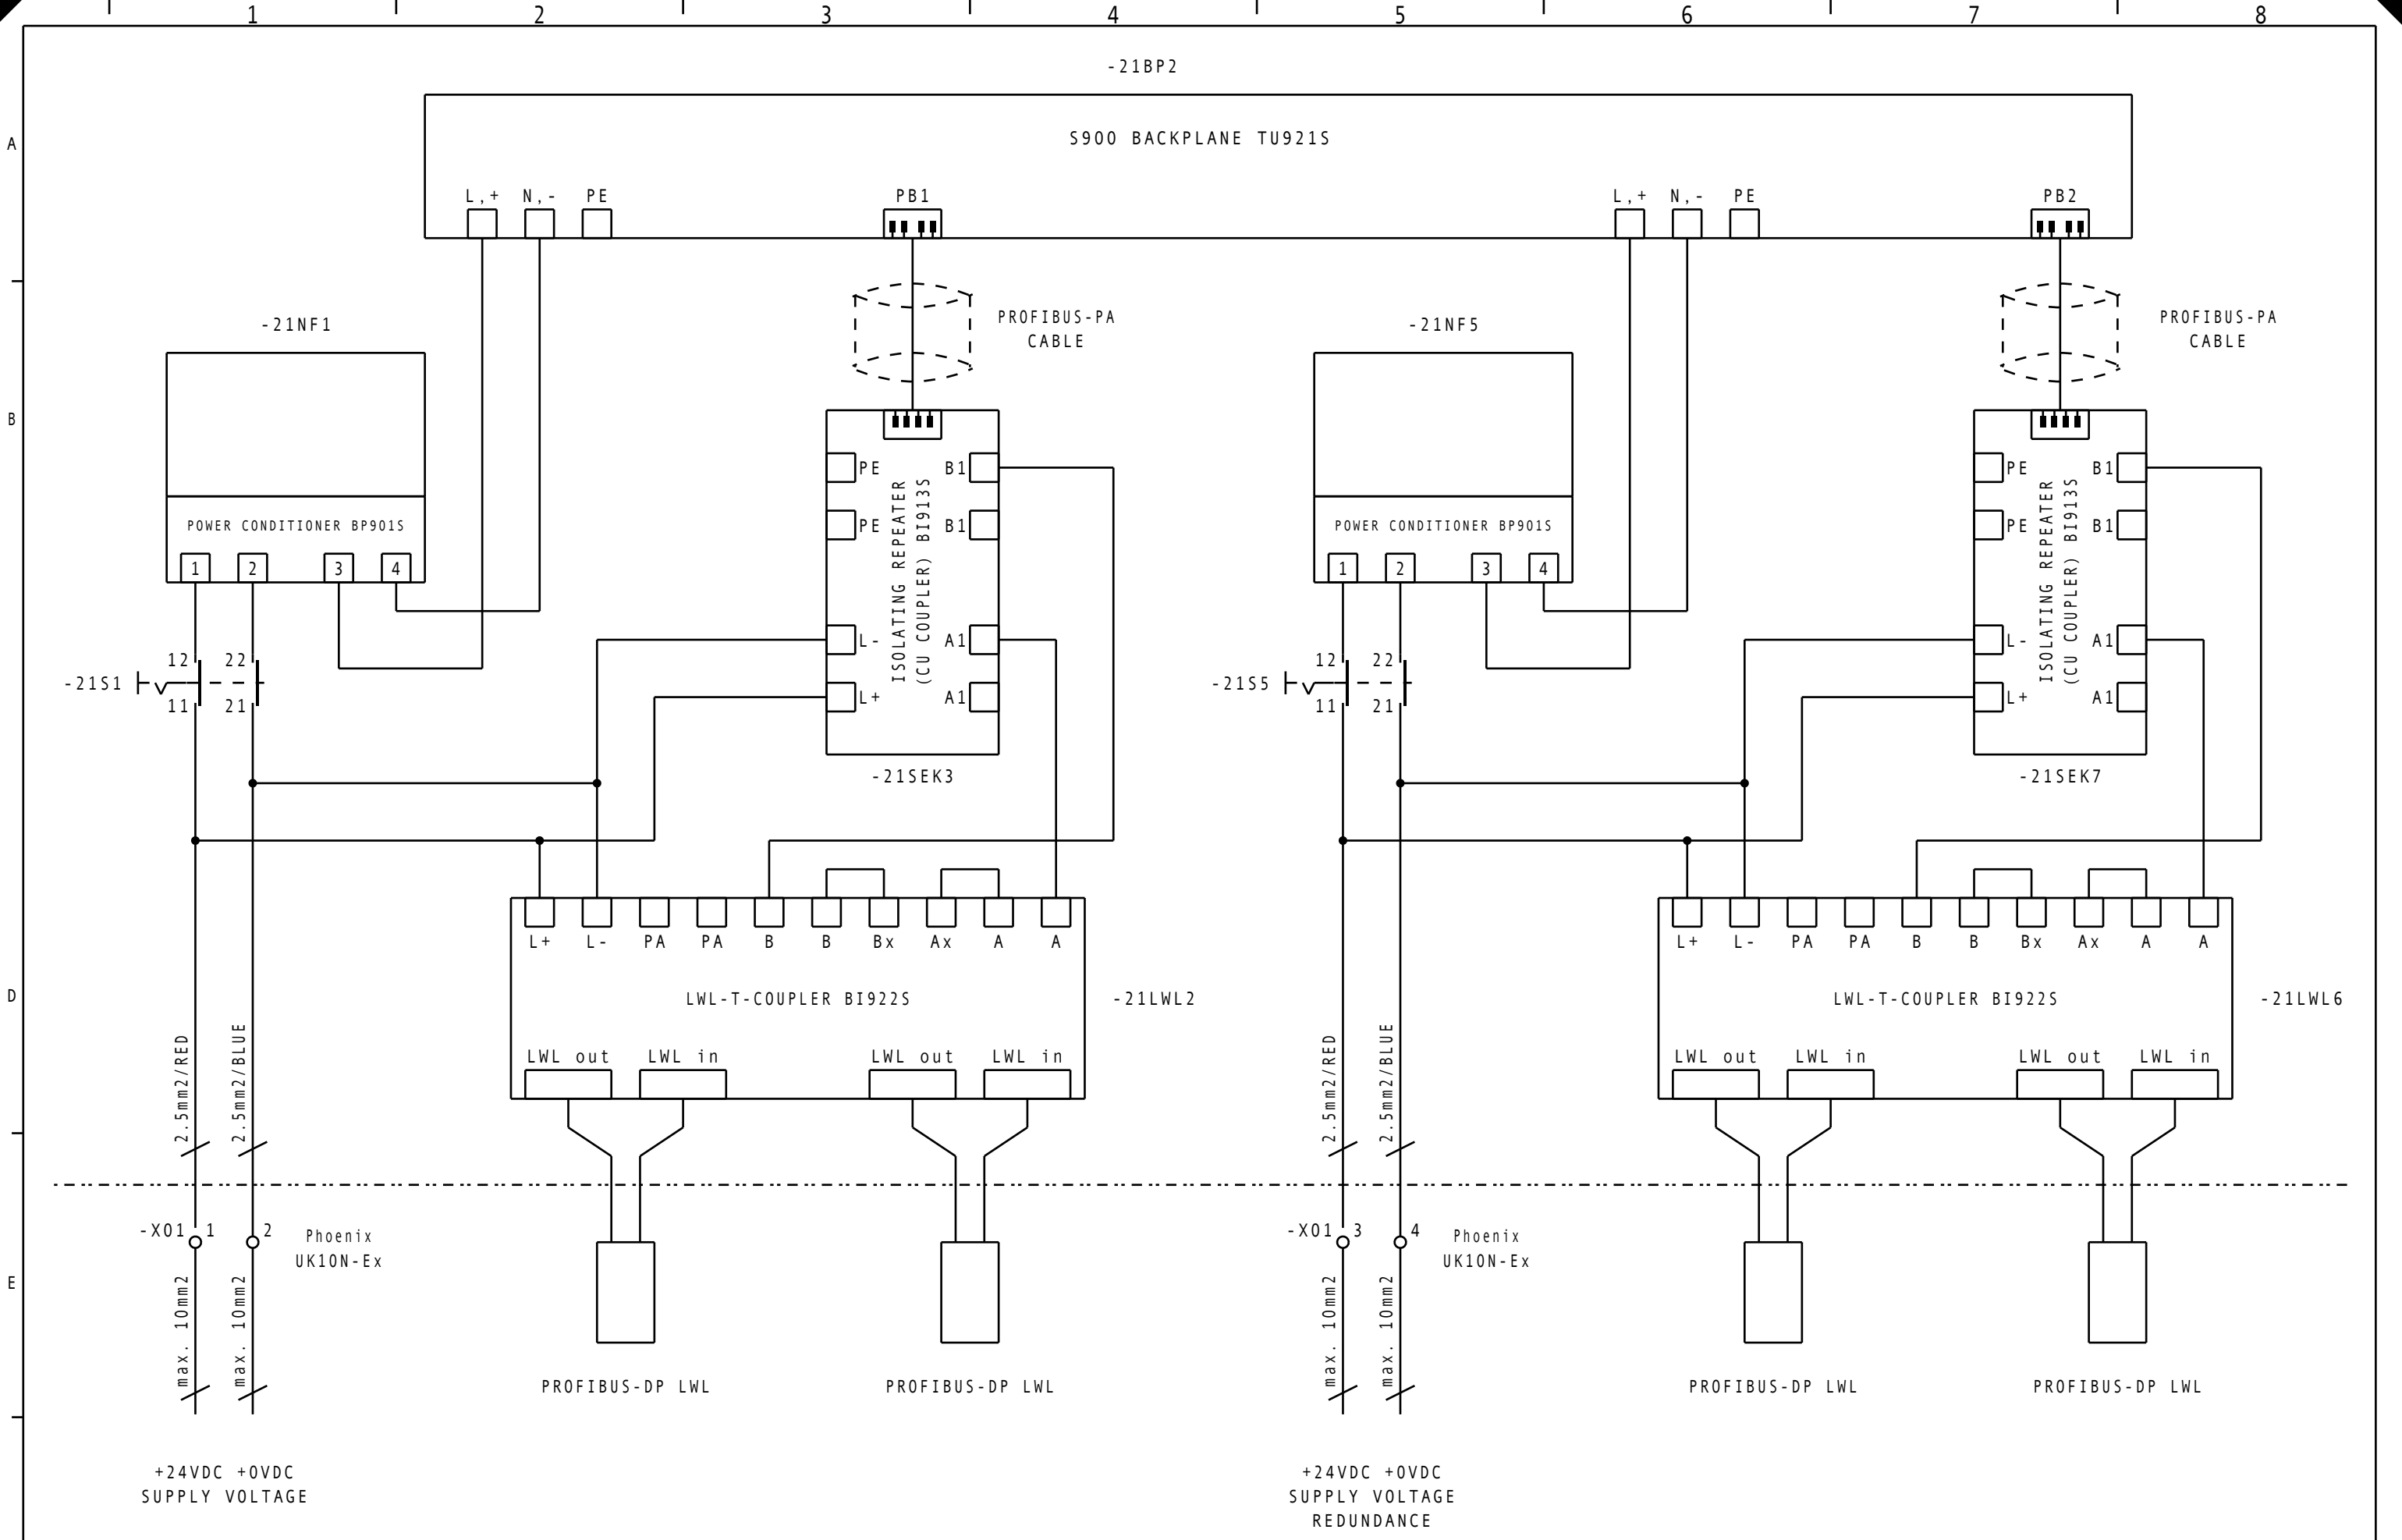 1 2 3 4 5 6 7 8
-21BP2
A
S900 BACKPLANE TU921S
L,+ N,- PE PB1 L,+ N,- PE PB2
-21NF1
PROFIBUS-PA
CABLE
-21NF5
PROFIBUS-PA
CABLE
B
POWER CONDITIONER BP901S
1 2 3 4
PE B1
PE B1
L- A1
L+ A1
ISOLATING REPEATER
(CU COUPLER) BI913S
-21SEK3
POWER CONDITIONER BP901S
1 2 3 4
PE B1
PE B1
L- A1
L+ A1
ISOLATING REPEATER
(CU COUPLER) BI913S
-21SEK7
12 22
-21S1
11 21
12 22
-21S5
11 21
L+ L- PA PA B B Bx Ax A A
LWL-T-COUPLER BI922S
-21LWL2
LWL out LWL in LWL out LWL in
L+ L- PA PA B B Bx Ax A A
LWL-T-COUPLER BI922S
-21LWL6
LWL out LWL in LWL out LWL in
D
2.5mm2/RED
2.5mm2/BLUE
2.5mm2/RED
2.5mm2/BLUE
-X01 1 2
Phoenix
UK10N-Ex
-X01 3 4
Phoenix
UK10N-Ex
E
max. 10mm2
max. 10mm2
max. 10mm2
max. 10mm2
PROFIBUS-DP LWL
PROFIBUS-DP LWL
PROFIBUS-DP LWL
PROFIBUS-DP LWL
+24VDC +0VDC
SUPPLY VOLTAGE
+24VDC +0VDC
SUPPLY VOLTAGE
REDUNDANCE